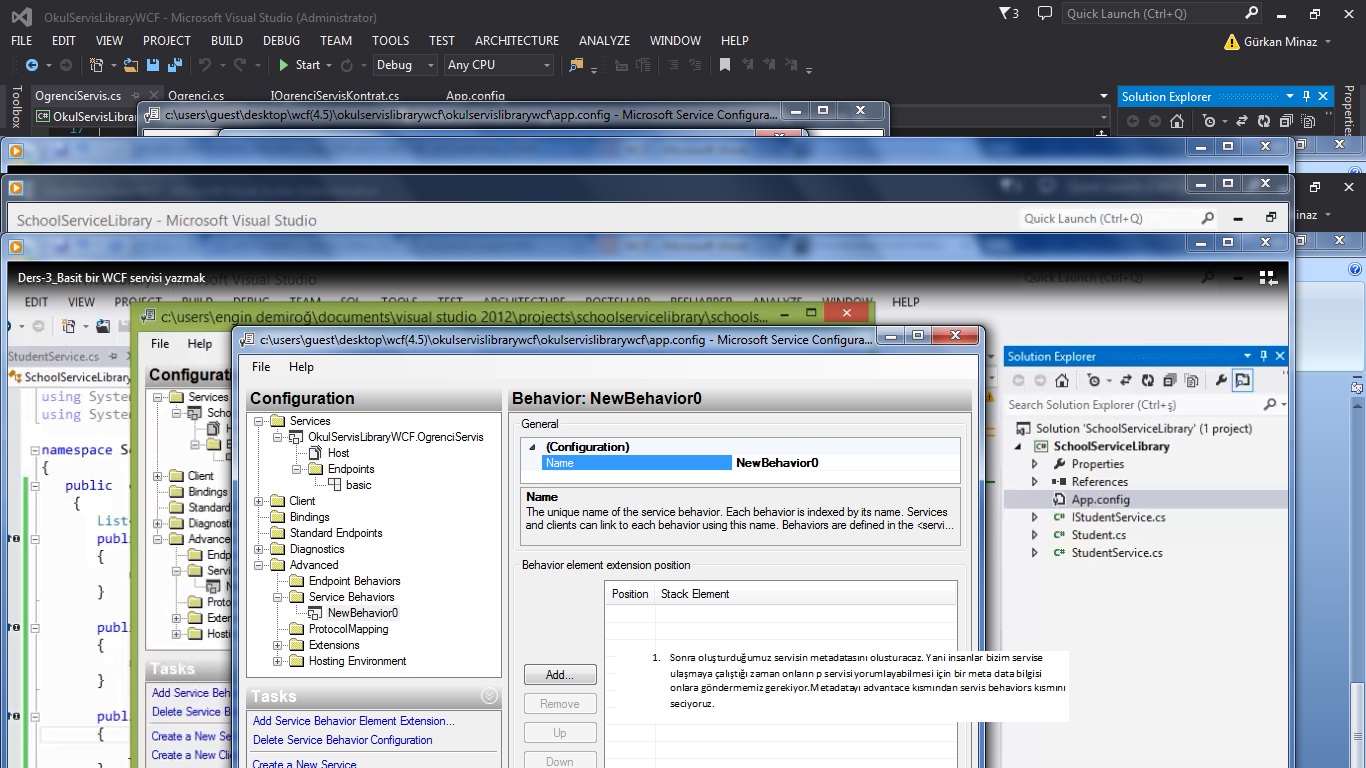 OkulServisLibraryWCF - Microsoft Visual Studio (Administrator)
3
Quick Launch (Ctrl+Q)
FILE EDIT VIEW PROJECT BUILD DEBUG TEAM TOOLS TEST ARCHITECTURE ANALYZE WINDOW HELP
Gürkan Minaz
Start Debug Any CPU
Toolbox
OgrenciServis.cs Ogrenci.cs IOgrenciServisKontrat.cs App.config
Solution Explorer
Properties
OkulServisLibrar
c:\users\guest\desktop\wcf(4.5)\okulservislibrarywcf\okulservislibrarywcf\app.config - Microsoft Service Configura...
17
SchoolServiceLibrary - Microsoft Visual Studio
Quick Launch (Ctrl+Q)
inaz
Ders-3_Basit bir WCF servisi yazmak
Quick Launch (Ctrl+Q)
EDIT VIEW PROJECT BUILD DEBUG TEAM SQL TOOLS TEST ARCHITECTURE POSTSHARP RESHARPER ANALYZE WINDOW HELP
c:\users\engin demiroğ\documents\visual studio 2012\projects\schoolservicelibrary\schools...
File Help
StudentService.cs
SchoolServiceLibrary
using System
using System
namespace S
{
public
{
List
publ
{
}
publ
{
}
public
{
}
Configurati
Services
Scho
H
E
Client
Bindings
Standard
Diagnosti
Advance
Endp
Servi
N
Proto
Exter
Hosti
Tasks
Add Service Beh
Delete Service B
Create a New Se
Create a New Cli
c:\users\guest\desktop\wcf(4.5)\okulservislibrarywcf\okulservislibrarywcf\app.config - Microsoft Service Configura...
File Help
Configuration
Services
OkulServisLibraryWCF.OgrenciServis
Host
Endpoints
basic
Client
Bindings
Standard Endpoints
Diagnostics
Advanced
Endpoint Behaviors
Service Behaviors
NewBehavior0
ProtocolMapping
Extensions
Hosting Environment
Tasks
Add Service Behavior Element Extension...
Delete Service Behavior Configuration
Create a New Service...
Behavior: NewBehavior0
General
(Configuration)
Name NewBehavior0
Name
The unique name of the service behavior. Each behavior is indexed by its name. Services
and clients can link to each behavior using this name. Behaviors are defined in the <servi...
Behavior element extension position
Position Stack Element
Add...
Remove
Up
Down
1. Sonra oluşturduğumuz servisin metadatasını olusturacaz. Yani insanlar bizim servise
ulaşmaya çalıştığı zaman onların p servisi yorumlayabilmesi için bir meta data bilgisi
onlara göndermemiz gerekiyor.Metadatayı advantace kısmından servis behaviors kısmını
seciyoruz.
Solution Explorer
Search Solution Explorer (Ctrl+ş)
Solution 'SchoolServiceLibrary' (1 project)
SchoolServiceLibrary
Properties
References
App.config
IStudentService.cs
Student.cs
StudentService.cs